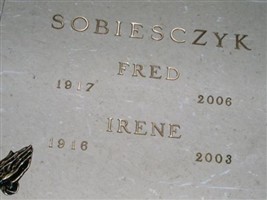 SOBIESCZYK
FRED
1917 2006
IRENE
1916 2003